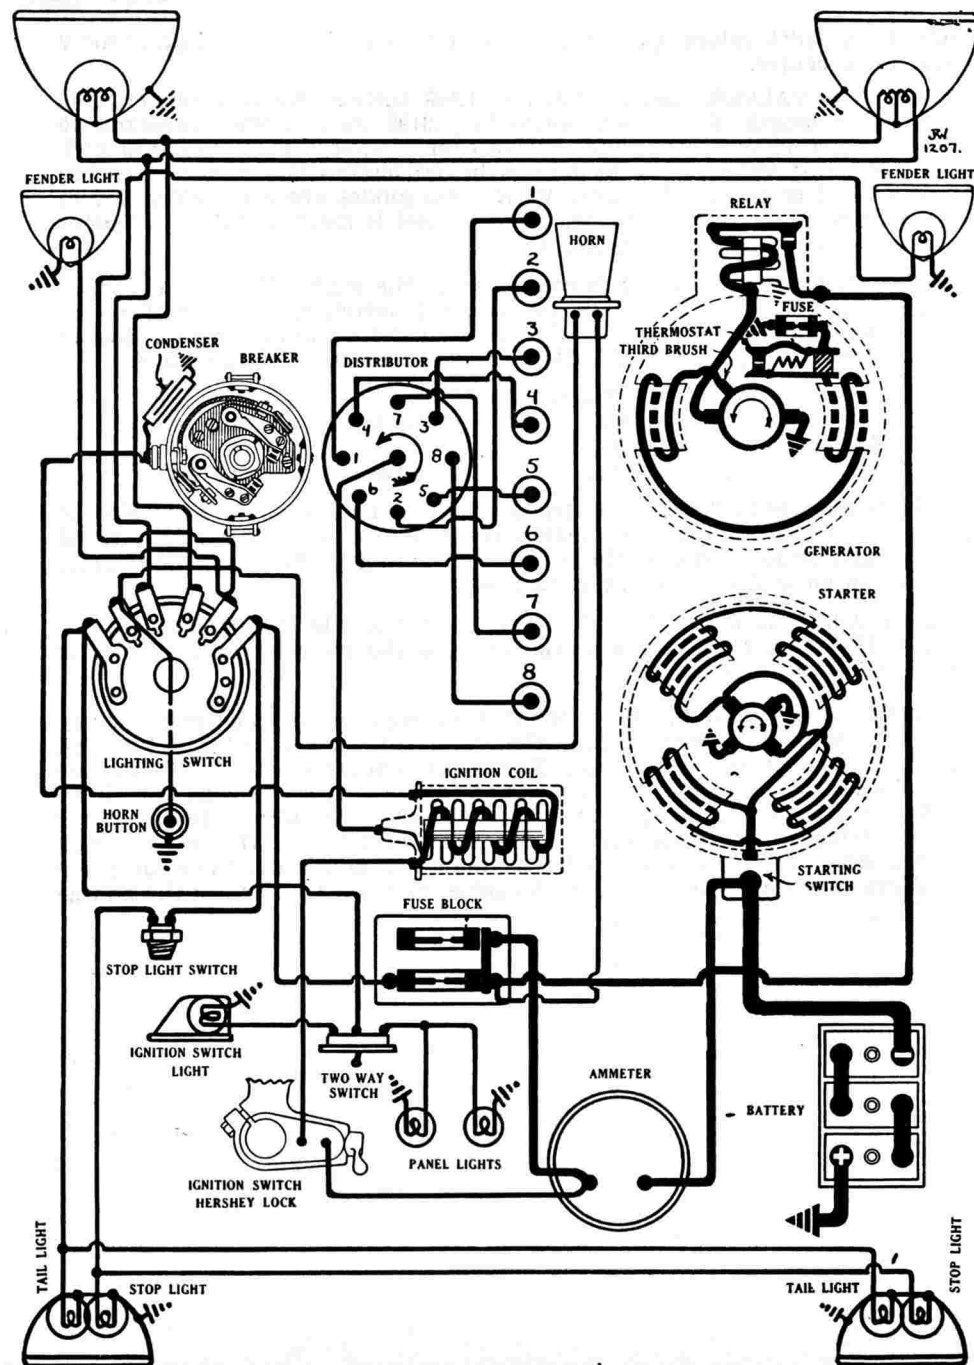 JW
1207.
FENDER LIGHT
FENDER LIGHT
RELAY
1
HORN
2
FUSE
3
THERMOSTAT
THIRD BRUSH
CONDENSER
BREAKER
DISTRIBUTOR
4
7
4
3
1
8
6
2
5
5
6
GENERATOR
STARTER
7
8
LIGHTING SWITCH
IGNITION COIL
HORN
BUTTON
STARTING
SWITCH
FUSE BLOCK
STOP LIGHT SWITCH
IGNITION SWITCH
LIGHT
TWO WAY
SWITCH
AMMETER
BATTERY
PANEL LIGHTS
IGNITION SWITCH
HERSHEY LOCK
TAIL LIGHT
STOP LIGHT
TAIL LIGHT
STOP LIGHT